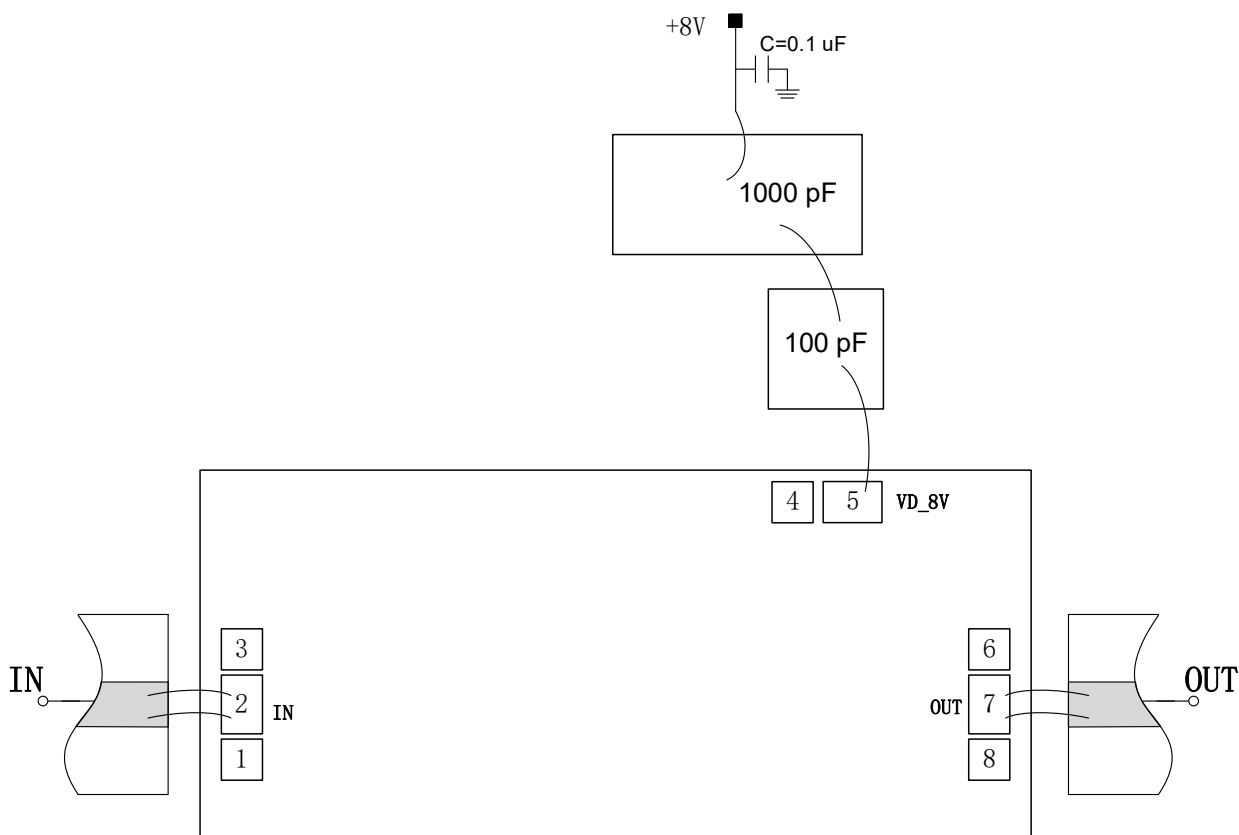 +8V
C=0.1 uF
1000 pF
100 pF
4 5 VD_8V
3 6
IN 2 IN OUT 7 OUT
1 8